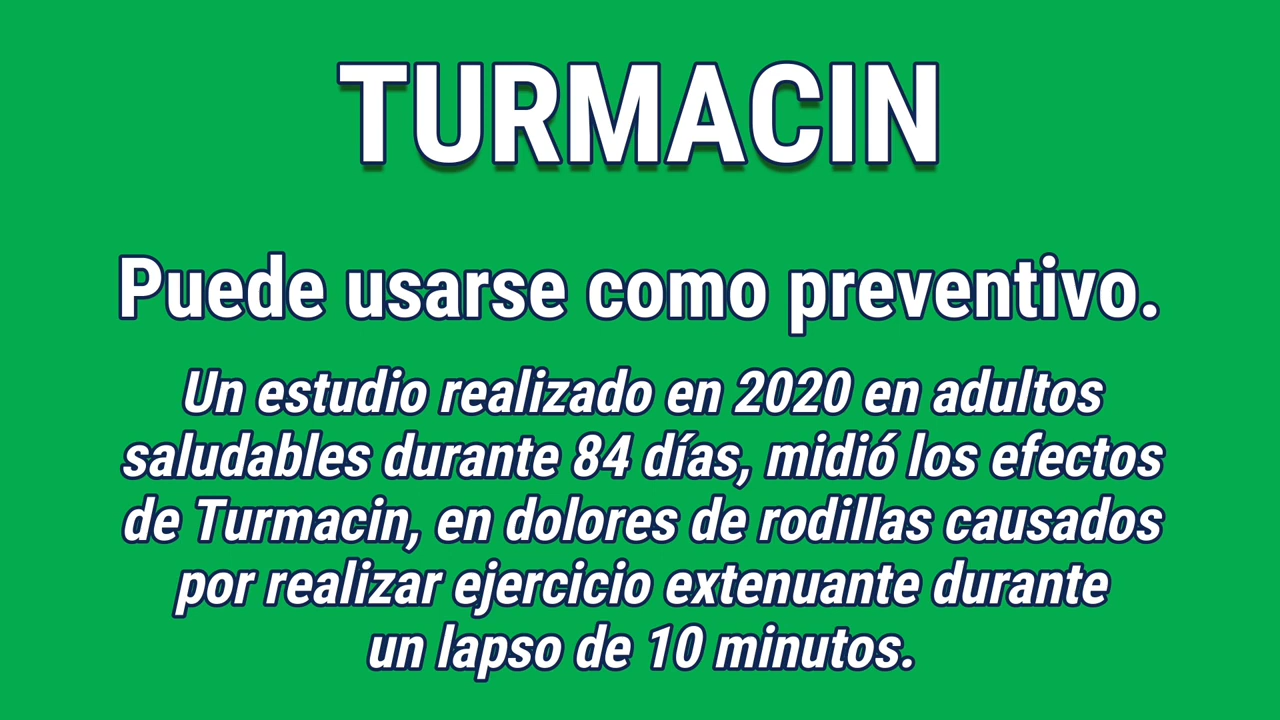 TURMACIN
Puede usarse como preventivo.
Un estudio realizado en 2020 en adultos
saludables durante 84 días, midió los efectos
de Turmacin, en dolores de rodillas causados
por realizar ejercicio extenuante durante
un lapso de 10 minutos.